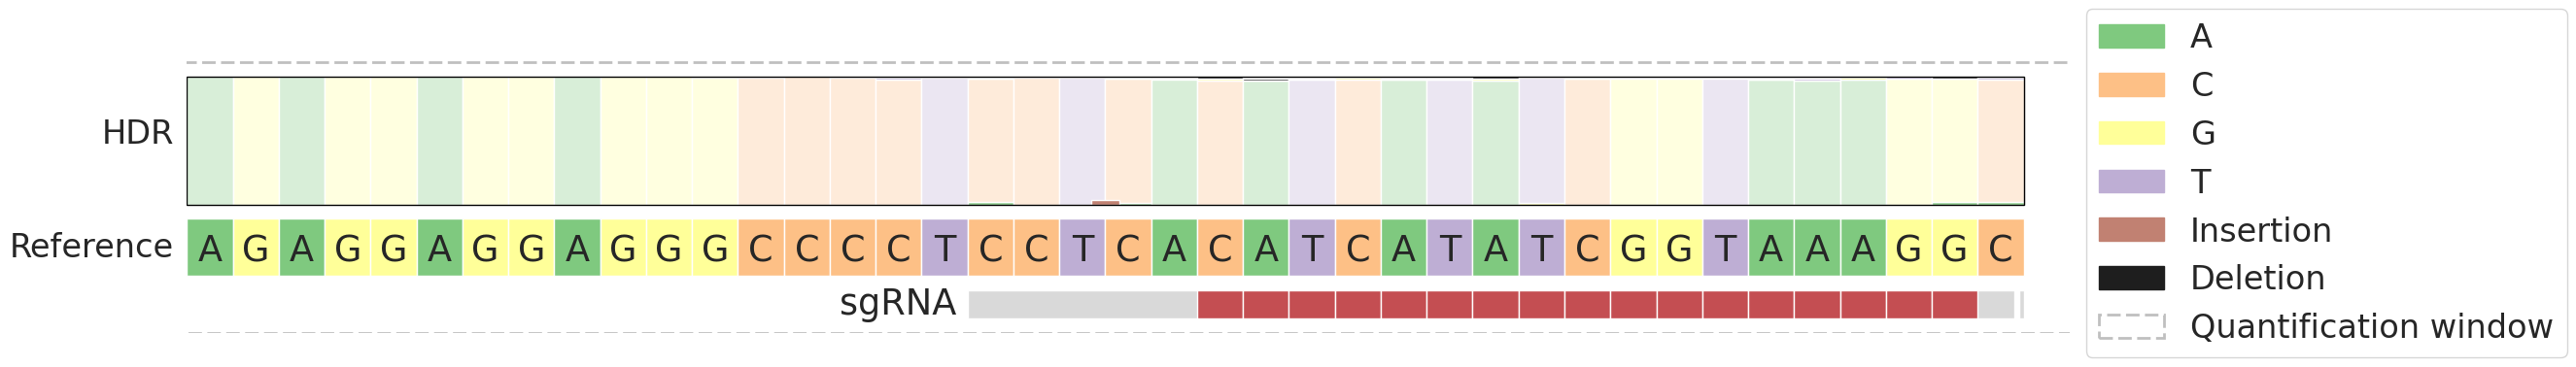 HDR
Reference A G A G G A G G A G G G C C C C T C C T C A C A T C A T A T C G G T A A A G G C
sgRNA
A
C
G
T
Insertion
Deletion
Quantification window